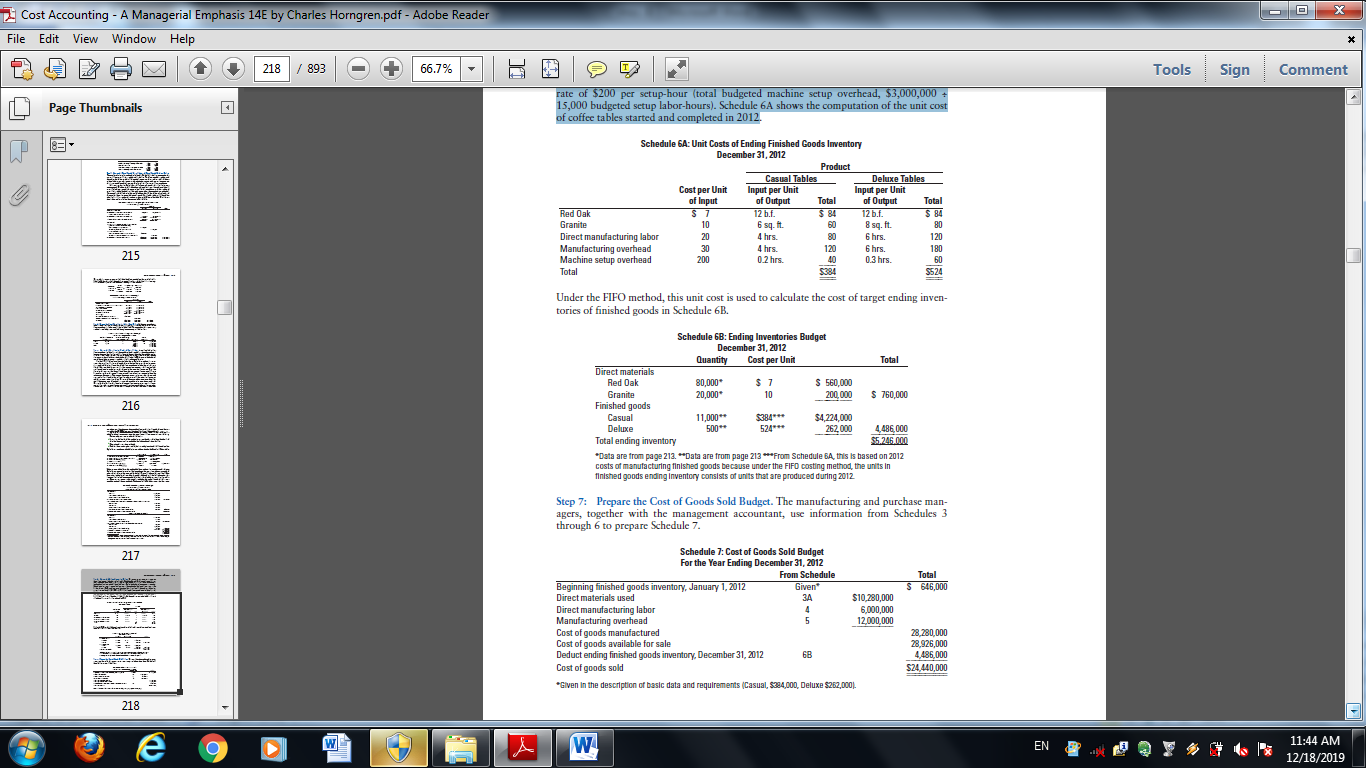 Cost Accounting - A Managerial Emphasis 14E by Charles Horngren.pdf - Adobe Reader
File Edit View Window Help
218 / 893 66.7% Tools Sign Comment
Page Thumbnails
215
216
217
218
rate of $200 per setup-hour (total budgeted machine setup overhead, $3,000,000 ÷
15,000 budgeted setup labor-hours). Schedule 6A shows the computation of the unit cost
of coffee tables started and completed in 2012.
Schedule 6A: Unit Costs of Ending Finished Goods Inventory
December 31, 2012
Product
Casual Tables Deluxe Tables
Cost per Unit Input per Unit Input per Unit
of Input of Output Total of Output Total
Red Oak $ 7 12 b.f. $ 84 12 b.f. $ 84
Granite 10 6 sq. ft. 60 8 sq. ft. 80
Direct manufacturing labor 20 4 hrs. 80 6 hrs. 120
Manufacturing overhead 30 4 hrs. 120 6 hrs. 180
Machine setup overhead 200 0.2 hrs. 40 0.3 hrs. 60
Total $384 $524
Under the FIFO method, this unit cost is used to calculate the cost of target ending inven-
tories of finished goods in Schedule 6B.
Schedule 6B: Ending Inventories Budget
December 31, 2012
Quantity Cost per Unit Total
Direct materials
Red Oak 80,000* $ 7 $ 560,000
Granite 20,000* 10 200,000 $ 760,000
Finished goods
Casual 11,000** $384*** $4,224,000
Deluxe 500** 524*** 262,000 4,486,000
Total ending inventory $5,246,000
*Data are from page 213. **Data are from page 213 ***From Schedule 6A, this is based on 2012
costs of manufacturing finished goods because under the FIFO costing method, the units in
finished goods ending inventory consists of units that are produced during 2012.
Step 7: Prepare the Cost of Goods Sold Budget. The manufacturing and purchase man-
agers, together with the management accountant, use information from Schedules 3
through 6 to prepare Schedule 7.
Schedule 7: Cost of Goods Sold Budget
For the Year Ending December 31, 2012
From Schedule Total
Beginning finished goods inventory, January 1, 2012 Given* $ 646,000
Direct materials used 3A $10,280,000
Direct manufacturing labor 4 6,000,000
Manufacturing overhead 5 12,000,000
Cost of goods manufactured 28,280,000
Cost of goods available for sale 28,926,000
Deduct ending finished goods inventory, December 31, 2012 6B 4,486,000
Cost of goods sold $24,440,000
*Given in the description of basic data and requirements (Casual, $384,000, Deluxe $262,000).
EN
11:44 AM
12/18/2019